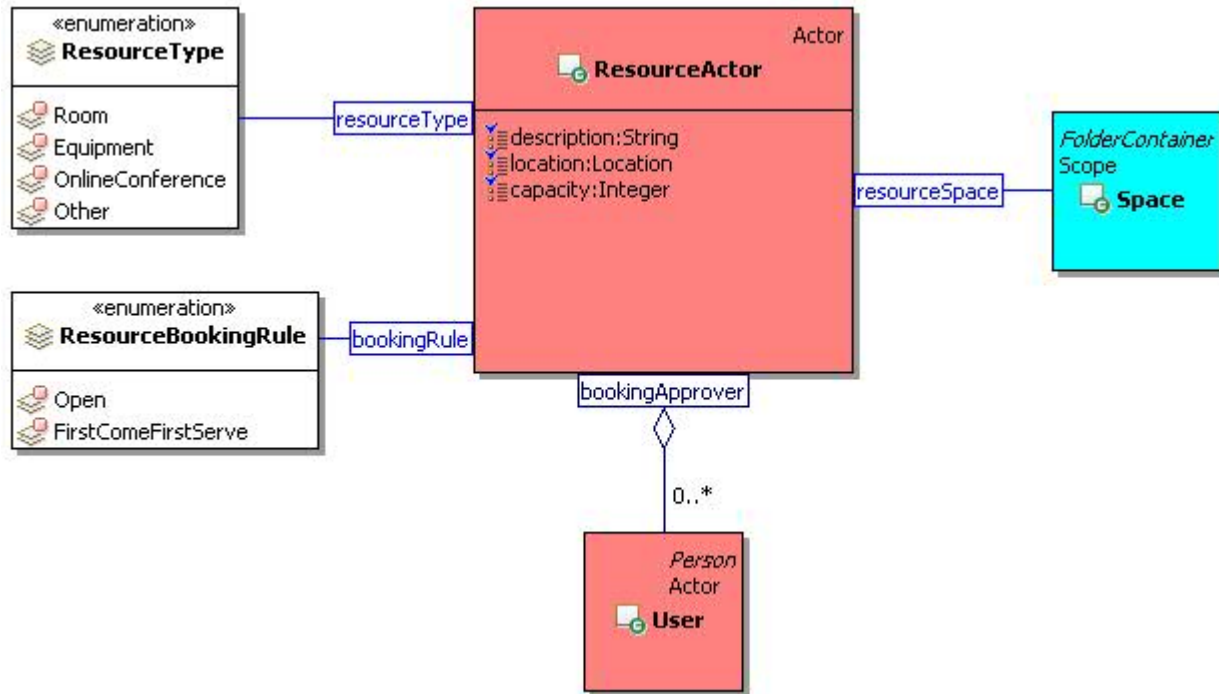 «enumeration»
ResourceType
Room
Equipment
OnlineConference
Other
resourceType
Actor
ResourceActor
description:String
location:Location
capacity:Integer
resourceSpace
FolderContainer
Scope
Space
«enumeration»
ResourceBookingRule
Open
FirstComeFirstServe
bookingRule
bookingApprover
0..*
Person
Actor
User